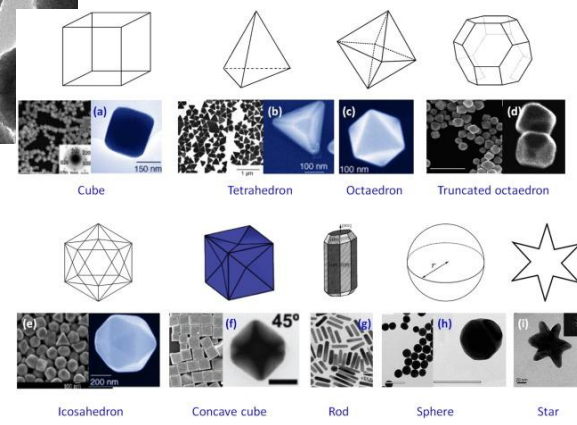 (a)
150 nm
(b)
1 µm
100 nm
(c)
100 nm
(d)
Cube
Tetrahedron
Octaedron
Truncated octaedron
r
(e)
200 nm
(f)
45°
(g)
(h)
(i)
Icosahedron
Concave cube
Rod
Sphere
Star